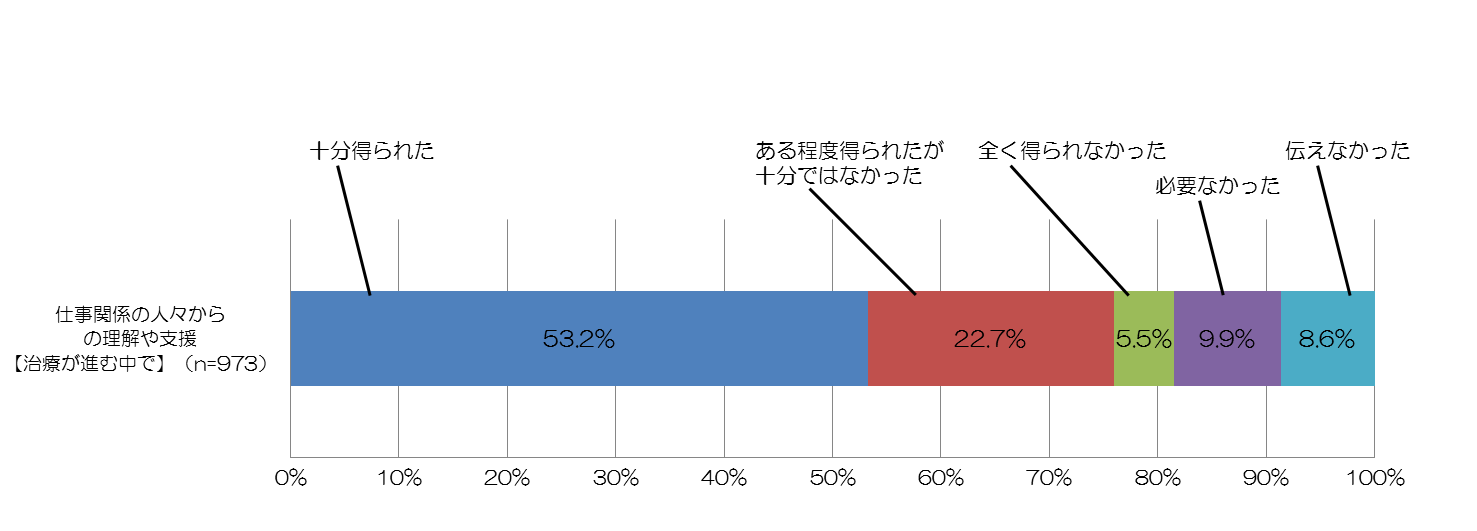 十分得られた
ある程度得られたが
十分ではなかった
全く得られなかった
必要なかった
伝えなかった
仕事関係の人々から
の理解や支援
【治療が進む中で】（n=973）
53.2%
22.7%
5.5%
9.9%
8.6%
0%
10%
20%
30%
40%
50%
60%
70%
80%
90%
100%